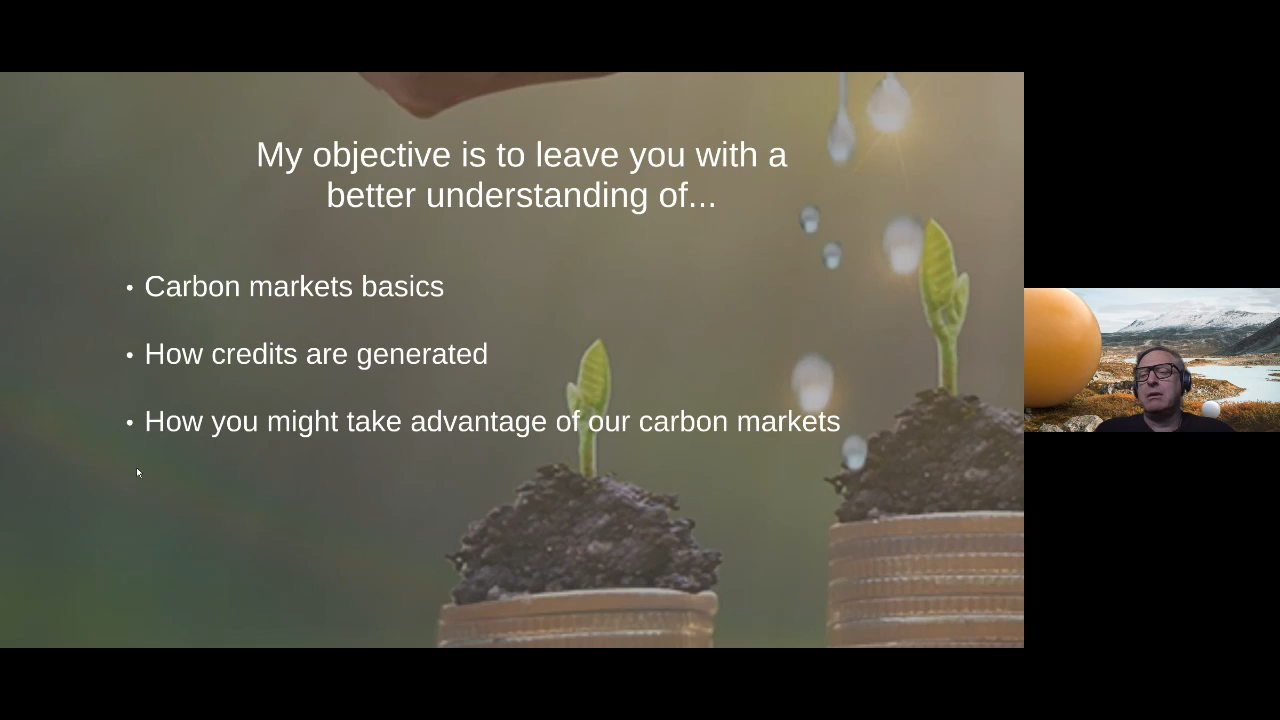 My objective is to leave you with a
better understanding of...
• Carbon markets basics
• How credits are generated
• How you might take advantage of our carbon markets